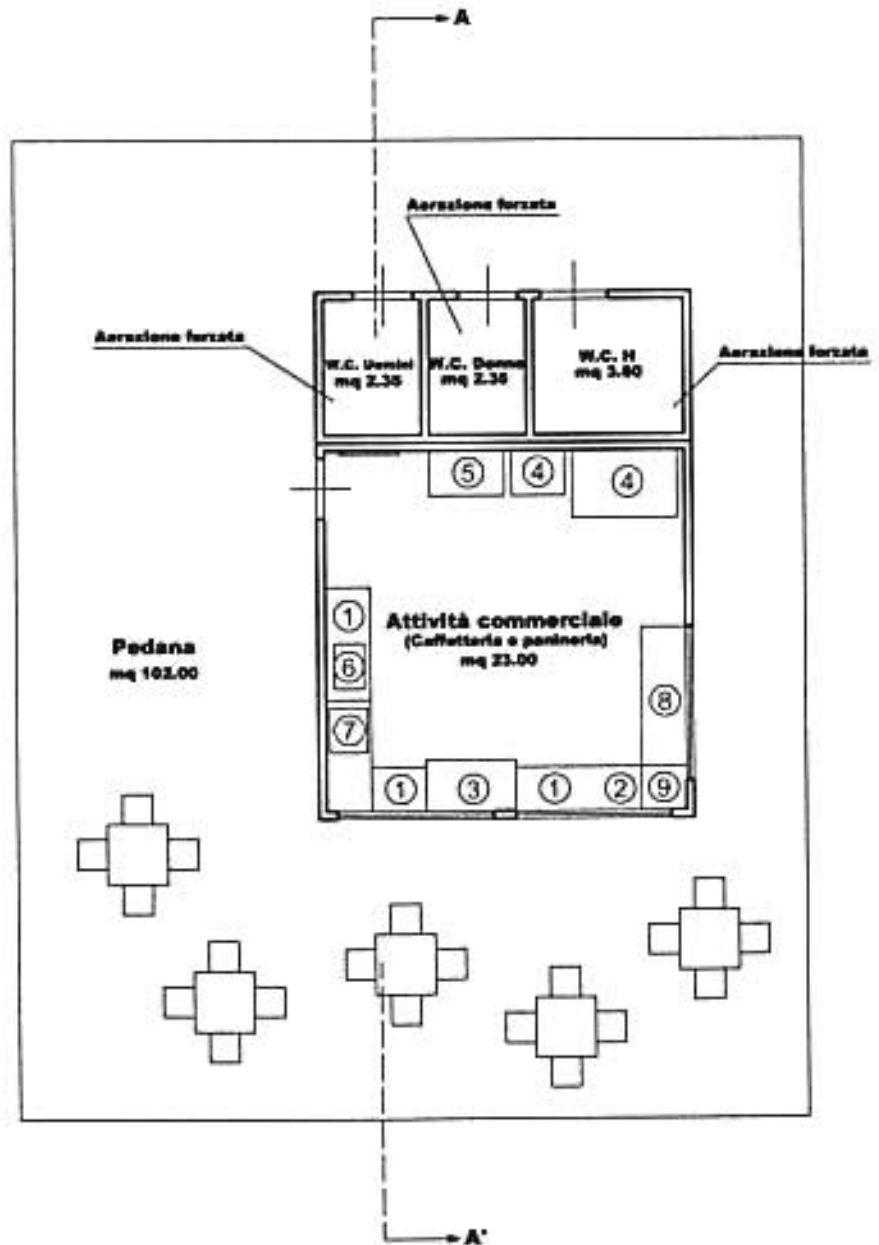 A
Aerazione forzata
Aerazione forzata
Aerazione forzata
W.C. Uomini
mq 2.35
W.C. Donne
mq 2.35
W.C. H
mq 3.60
5
4
4
1
Attività commerciale
(Caffetteria e panineria)
mq 23.00
6
Pedana
mq 102.00
8
7
1
3
1
2
9
A'